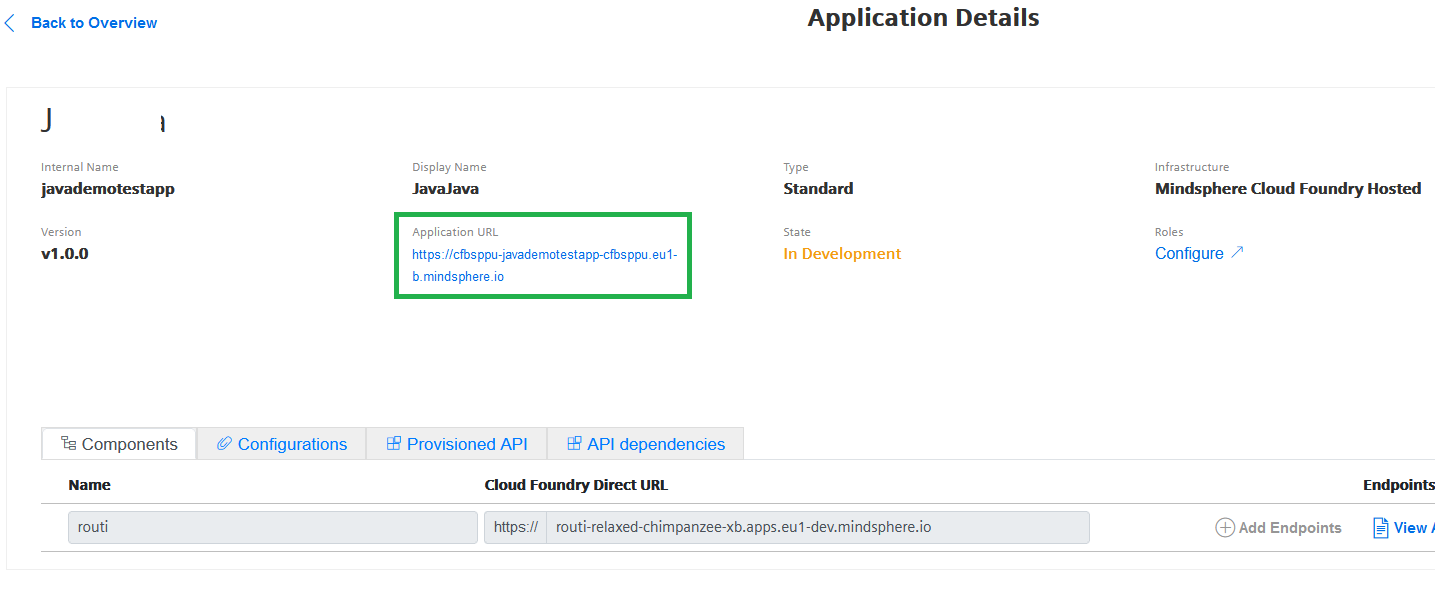 Back to Overview
Application Details
J
Internal Name
Display Name
Type
Infrastructure
javademotestapp
JavaJava
Standard
Mindsphere Cloud Foundry Hosted
Version
Application URL
State
Roles
v1.0.0
https://cfbsppu-javademotestapp-cfbsppu.eu1-
b.mindsphere.io
In Development
Configure
Components
Configurations
Provisioned API
API dependencies
Name
Cloud Foundry Direct URL
Endpoints
routi
https://
routi-relaxed-chimpanzee-xb.apps.eu1-dev.mindsphere.io
Add Endpoints
View